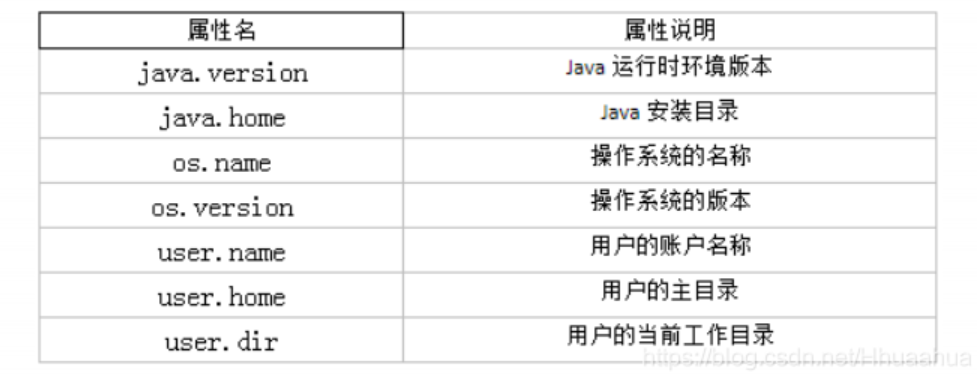 属性名 属性说明
java.version Java 运行时环境版本
java.home Java 安装目录
os.name 操作系统的名称
os.version 操作系统的版本
user.name 用户的账户名称
user.home 用户的主目录
user.dir 用户的当前工作目录
https://blog.csdn.net/Hhuaahua